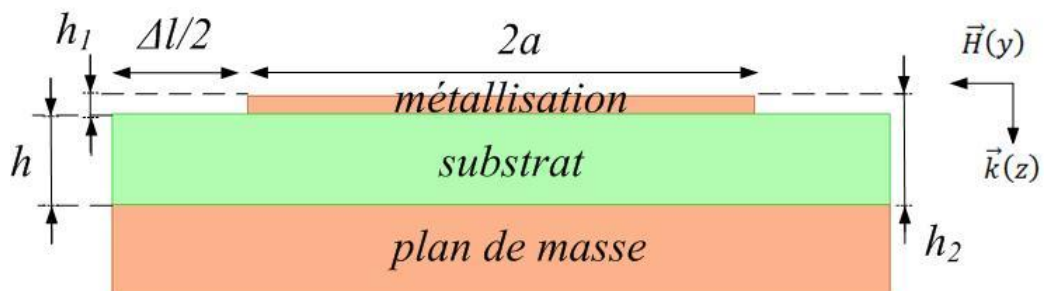 h₁
Δl/2
2a
H⃗(y)
métallisation
h
substrat
k⃗(z)
plan de masse
h₂